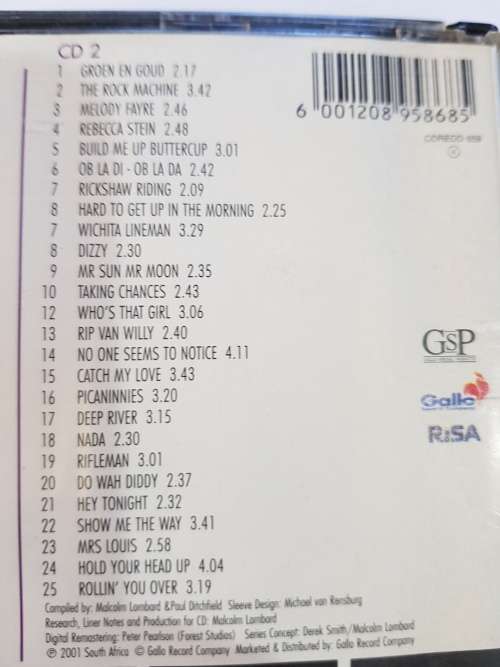 CD 2
1 GROEN EN GOUD 2.17
2 THE ROCK MACHINE 3.42
3 MELODY FAYRE 2.46
4 REBECCA STEIN 2.48
5 BUILD ME UP BUTTERCUP 3.01
6 OB LA DI - OB LA DA 2.42
7 RICKSHAW RIDING 2.09
8 HARD TO GET UP IN THE MORNING 2.25
7 WICHITA LINEMAN 3.29
8 DIZZY 2.30
9 MR SUN MR MOON 2.35
10 TAKING CHANCES 2.43
12 WHO'S THAT GIRL 3.06
13 RIP VAN WILLY 2.40
14 NO ONE SEEMS TO NOTICE 4.11
15 CATCH MY LOVE 3.43
16 PICANINNIES 3.20
17 DEEP RIVER 3.15
18 NADA 2.30
19 RIFLEMAN 3.01
20 DO WAH DIDDY 2.37
21 HEY TONIGHT 2.32
22 SHOW ME THE WAY 3.41
23 MRS LOUIS 2.58
24 HOLD YOUR HEAD UP 4.04
25 ROLLIN' YOU OVER 3.19
6 001208 958685
GSP
Gallo
RiSA
Compiled by: Malcolm Lombard & Paul Ditchfield Sleeve Design: Michael van Rensburg
Research, Liner Notes and Production for CD: Malcolm Lombard
Digital Remastering: Peter Pearlson (Forest Studios) Series Concept: Derek Smith/Malcolm Lombard
℗ 2001 South Africa © Gallo Record Company Marketed & Distributed by: Gallo Record Company